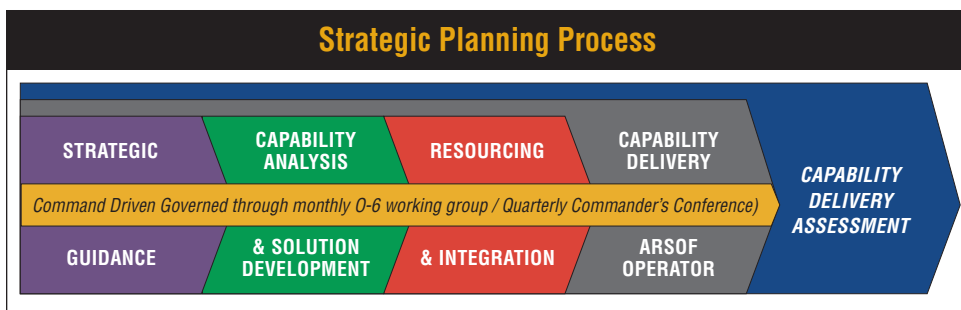 Strategic Planning Process
STRATEGIC
CAPABILITY
ANALYSIS
RESOURCING
CAPABILITY
DELIVERY
Command Driven Governed through monthly O-6 working group / Quarterly Commander's Conference)
GUIDANCE
& SOLUTION
DEVELOPMENT
& INTEGRATION
ARSOF
OPERATOR
CAPABILITY
DELIVERY
ASSESSMENT